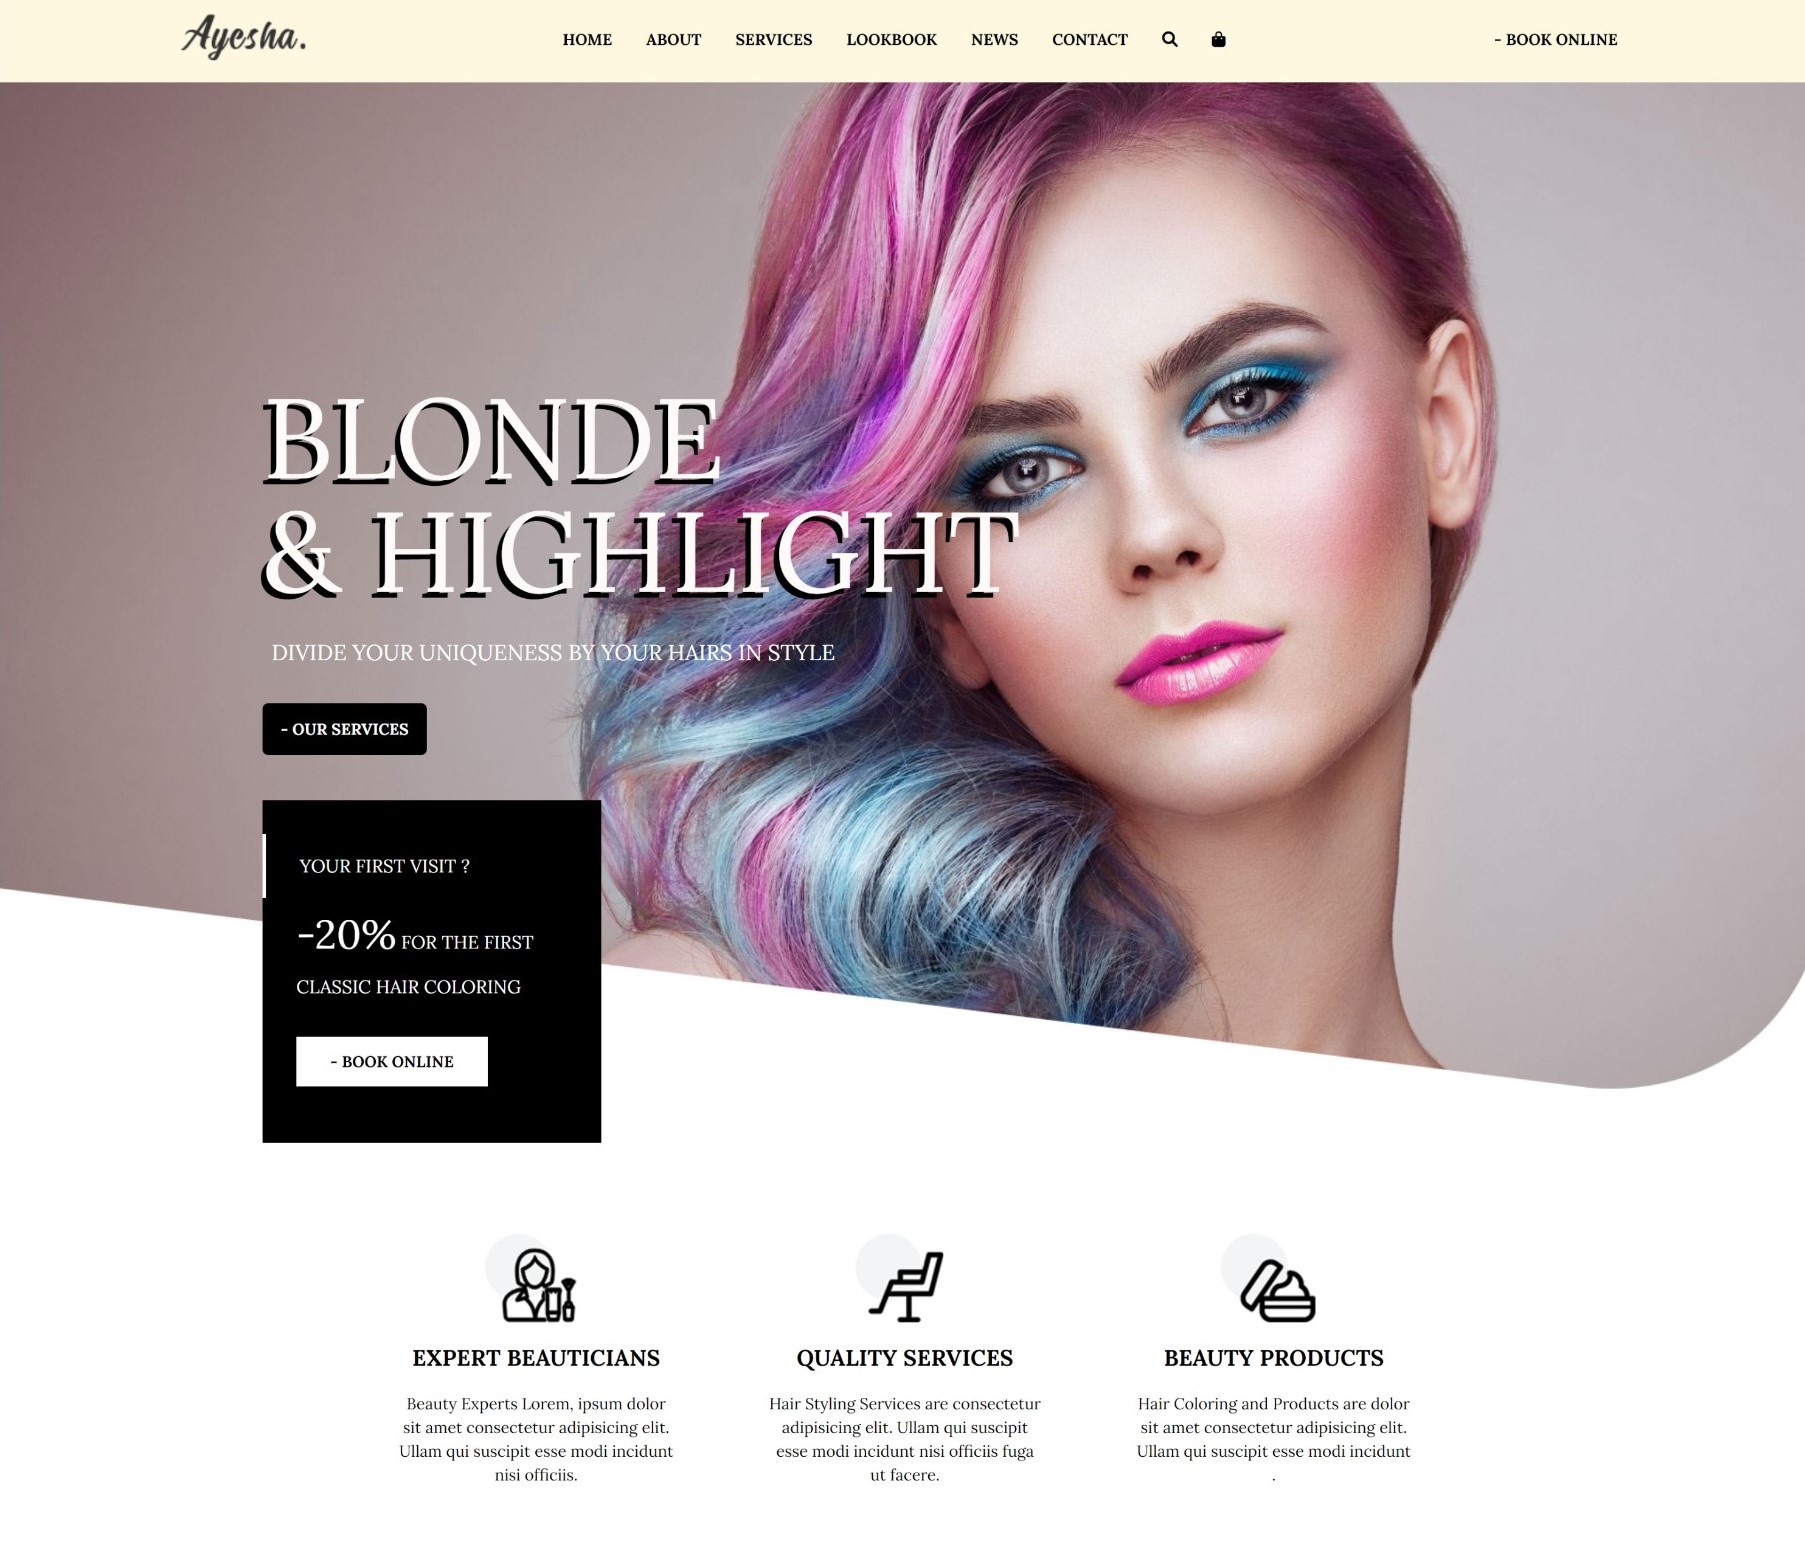 Ayesha.
HOME ABOUT SERVICES LOOKBOOK NEWS CONTACT
- BOOK ONLINE
BLONDE
& HIGHLIGHT
DIVIDE YOUR UNIQUENESS BY YOUR HAIRS IN STYLE
- OUR SERVICES
YOUR FIRST VISIT ?
-20% FOR THE FIRST
CLASSIC HAIR COLORING
- BOOK ONLINE
EXPERT BEAUTICIANS
Beauty Experts Lorem, ipsum dolor
sit amet consectetur adipisicing elit.
Ullam qui suscipit esse modi incidunt
nisi officiis.
QUALITY SERVICES
Hair Styling Services are consectetur
adipisicing elit. Ullam qui suscipit
esse modi incidunt nisi officiis fuga
ut facere.
BEAUTY PRODUCTS
Hair Coloring and Products are dolor
sit amet consectetur adipisicing elit.
Ullam qui suscipit esse modi incidunt
.